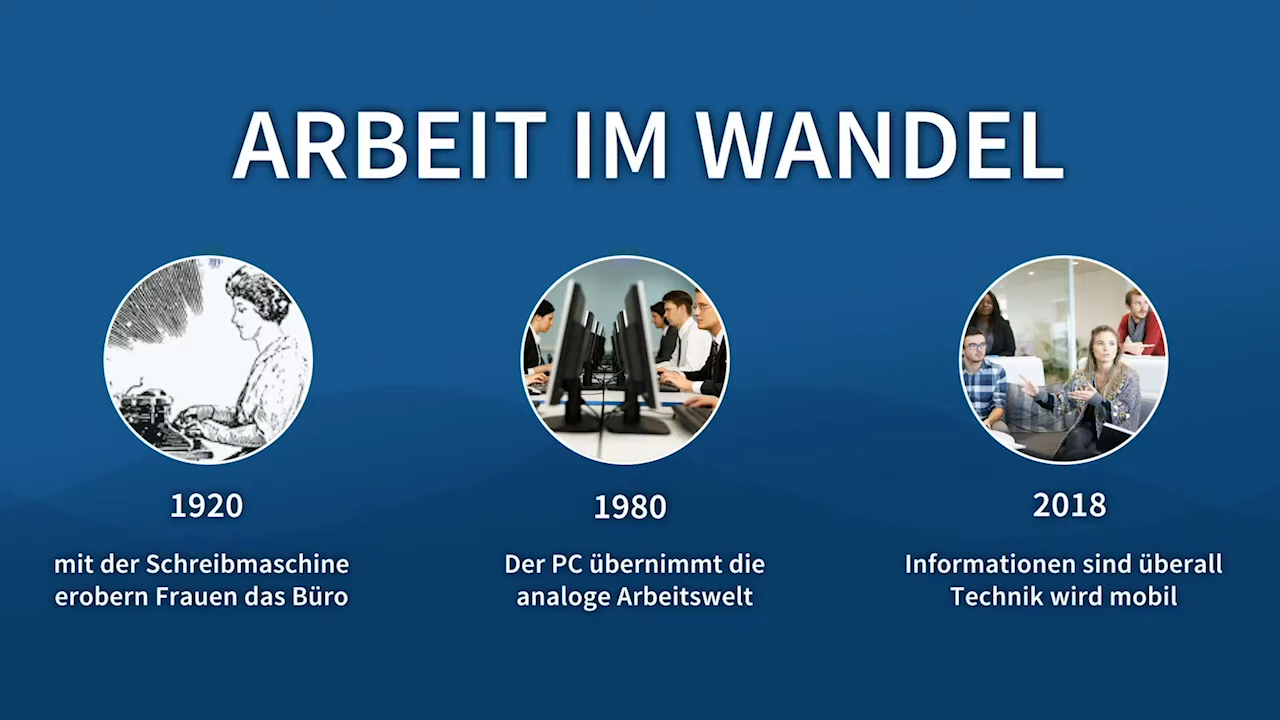 ARBEIT IM WANDEL
1920
mit der Schreibmaschine
erobern Frauen das Büro
1980
Der PC übernimmt die
analoge Arbeitswelt
2018
Informationen sind überall
Technik wird mobil